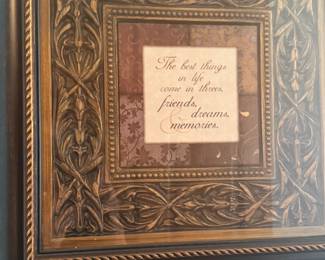 The best things
in life
come in threes,
friends,
dreams,
memories.